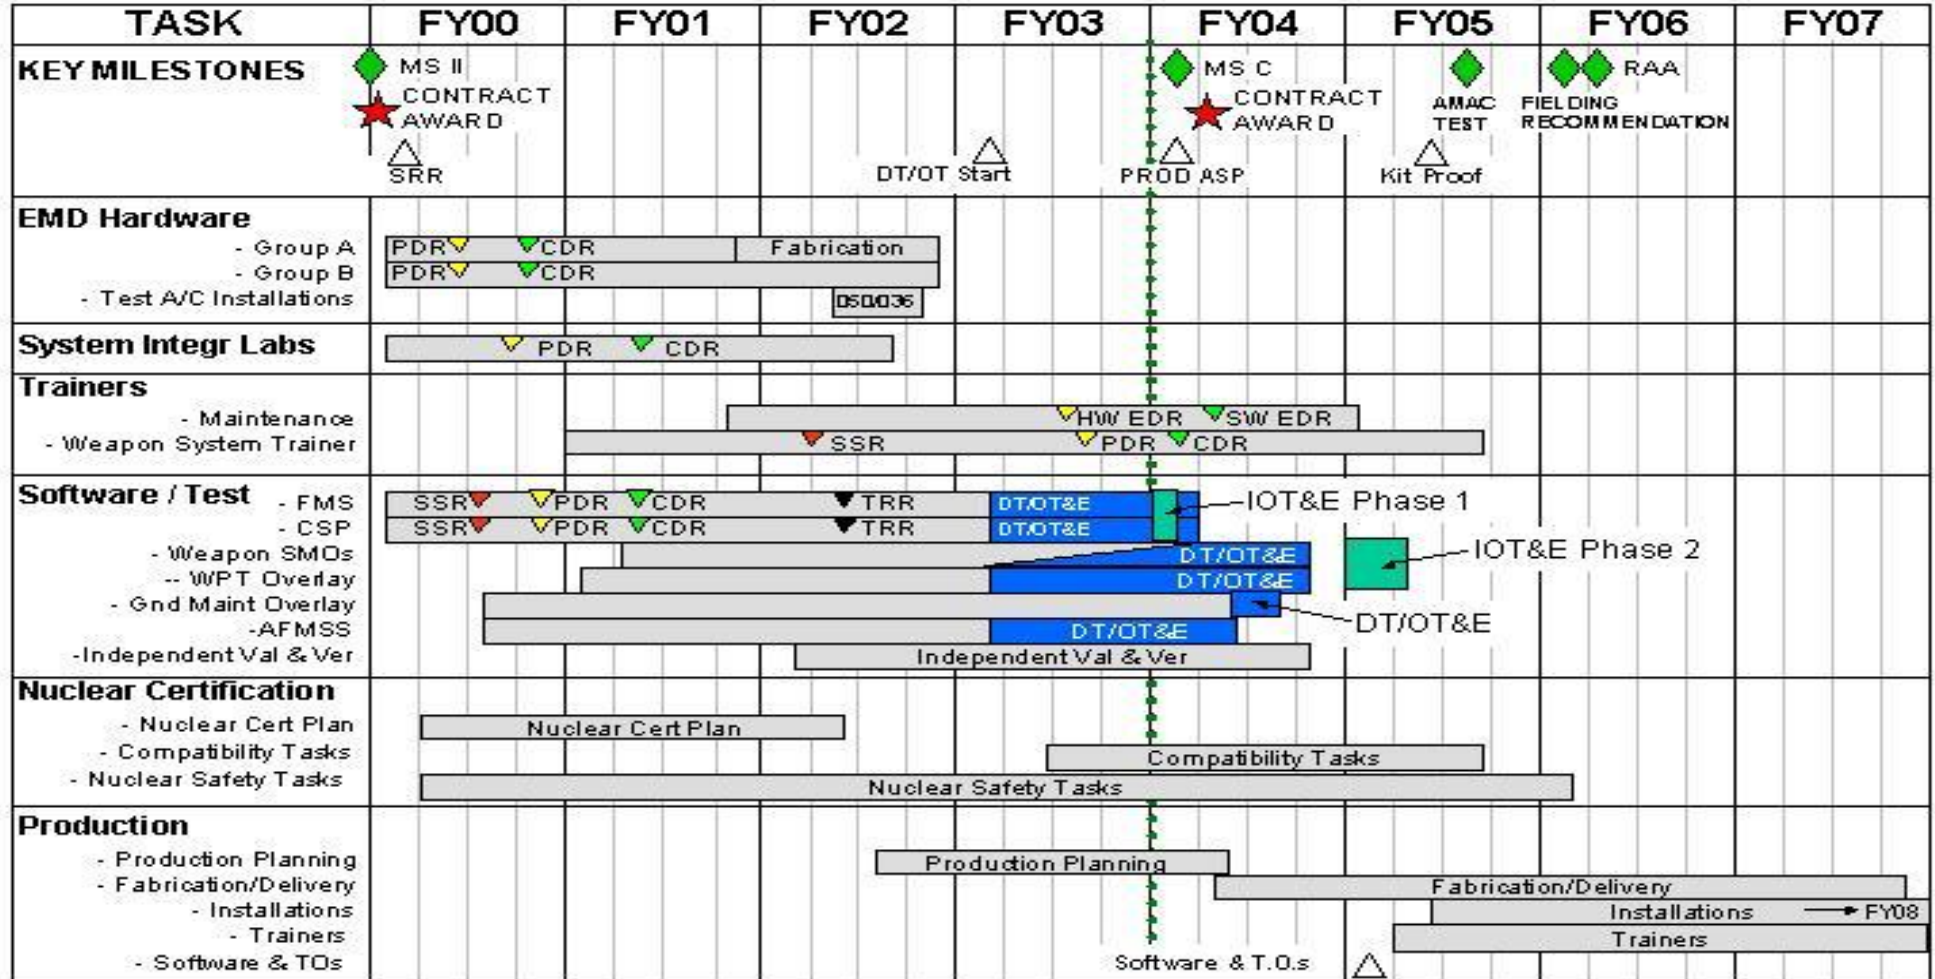 TASK FY00 FY01 FY02 FY03 FY04 FY05 FY06 FY07
KEY MILESTONES
MS II
CONTRACT
AWARD
SRR
DT/OT Start
MS C
CONTRACT
AWARD
PROD ASP
AMAC
TEST
Kit Proof
FIELDING
RECOMMENDATION
RAA
EMD Hardware
- Group A PDR CDR Fabrication
- Group B PDR CDR
- Test A/C Installations
System Integr Labs PDR CDR
Trainers
- Maintenance HW EDR SW EDR
- Weapon System Trainer SSR PDR CDR
Software / Test
- FMS SSR PDR CDR TRR DT/OT&E IOT&E Phase 1
- CSP SSR PDR CDR TRR DT/OT&E
- Weapon SMOs DT/OT&E IOT&E Phase 2
-- WPT Overlay DT/OT&E
- Gnd Maint Overlay DT/OT&E
-AFMSS DT/OT&E
-Independent Val & Ver Independent Val & Ver
Nuclear Certification
- Nuclear Cert Plan Nuclear Cert Plan
- Compatibility Tasks Compatibility Tasks
- Nuclear Safety Tasks Nuclear Safety Tasks
Production
- Production Planning Production Planning
- Fabrication/Delivery Fabrication/Delivery
- Installations Installations FY08
- Trainers Trainers
- Software & TOs Software & T.O.s